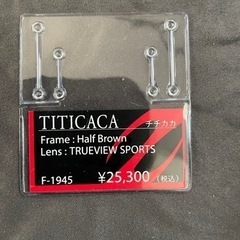 TITICACA チチカカ
Frame : Half Brown
Lens : TRUEVIEW SPORTS
F-1945 ¥25,300 (税込)